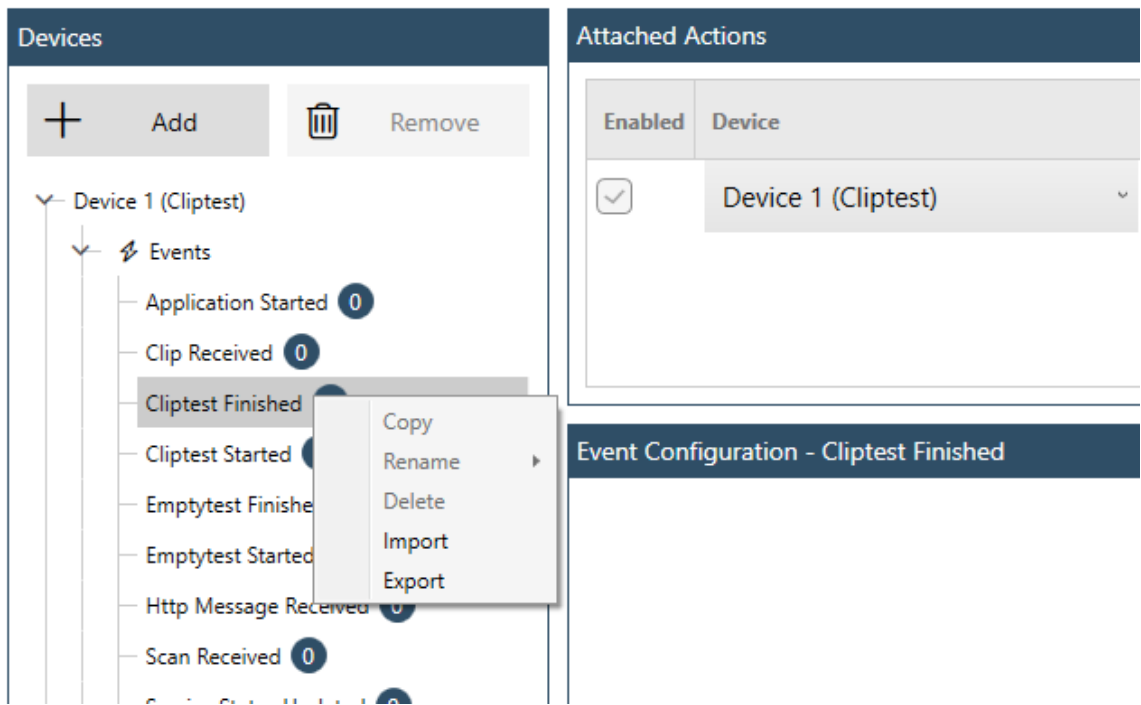 Devices
Add
Remove
Device 1 (Cliptest)
Events
Application Started 0
Clip Received 0
Cliptest Finished
Cliptest Started
Emptytest
Emptytest Started
Http Message Received 0
Scan Received 0
Copy
Rename
Delete
Import
Export
Attached Actions
Enabled Device
Device 1 (Cliptest)
Event Configuration - Cliptest Finished